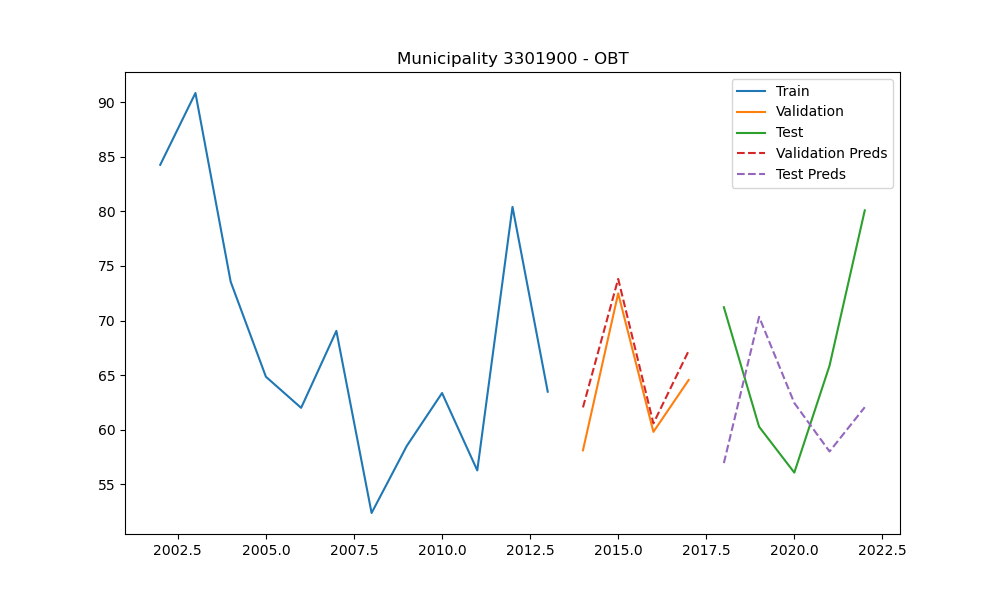 Municipality 3301900 - OBT
Train
Validation
Test
Validation Preds
Test Preds
90
85
80
75
70
65
60
55
2002.5 2005.0 2007.5 2010.0 2012.5 2015.0 2017.5 2020.0 2022.5